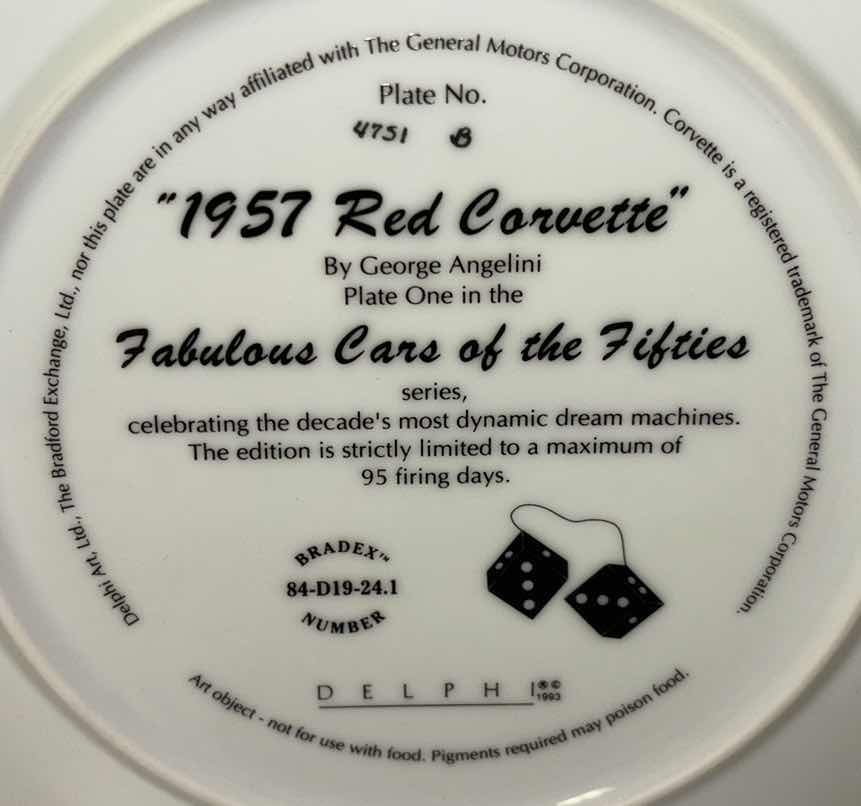 Delphi Art, Ltd., The Bradford Exchange, Ltd., nor this plate are in any way affiliated with The General Motors Corporation. Corvette is a registered trademark of The General Motors Corporation.
Plate No.
4751 B
"1957 Red Corvette"
By George Angelini
Plate One in the
Fabulous Cars of the Fifties
series,
celebrating the decade's most dynamic dream machines.
The edition is strictly limited to a maximum of
95 firing days.
BRADEX™
84-D19-24.1
NUMBER
DELPHI®©
1993
Art object - not for use with food. Pigments required may poison food.